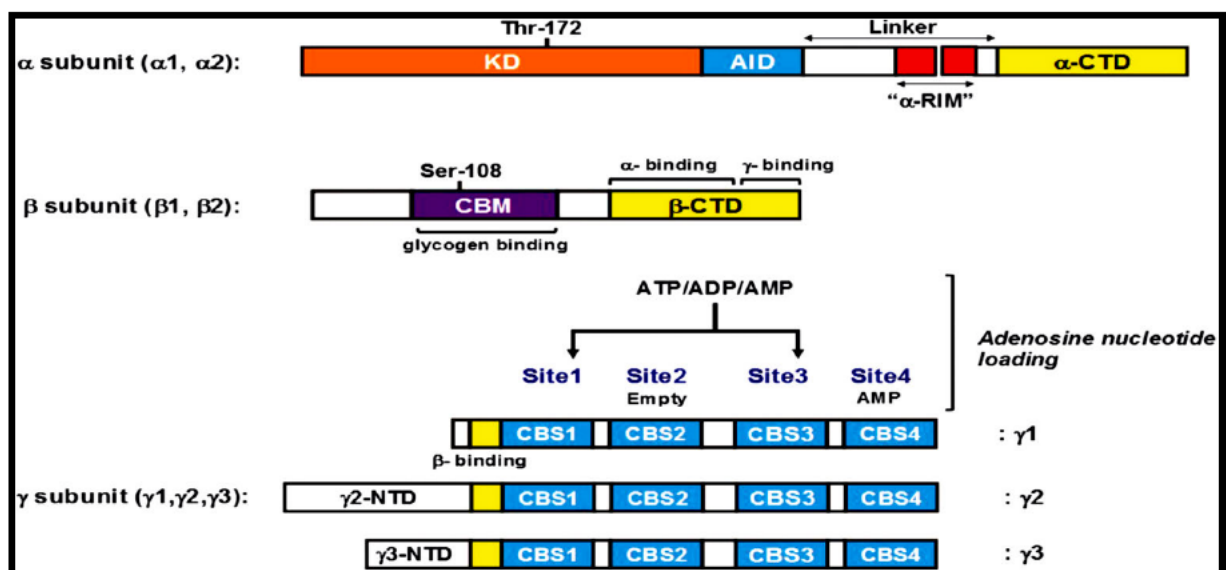 Thr-172
Linker
α subunit (α1, α2):
KD
AID
α-CTD
“α-RIM”
α- binding
γ- binding
Ser-108
β subunit (β1, β2):
CBM
β-CTD
glycogen binding
ATP/ADP/AMP
Adenosine nucleotide
loading
Site1
Site2
Site3
Site4
Empty
AMP
CBS1
CBS2
CBS3
CBS4
: γ1
β- binding
γ subunit (γ1,γ2,γ3):
γ2-NTD
CBS1
CBS2
CBS3
CBS4
: γ2
γ3-NTD
CBS1
CBS2
CBS3
CBS4
: γ3